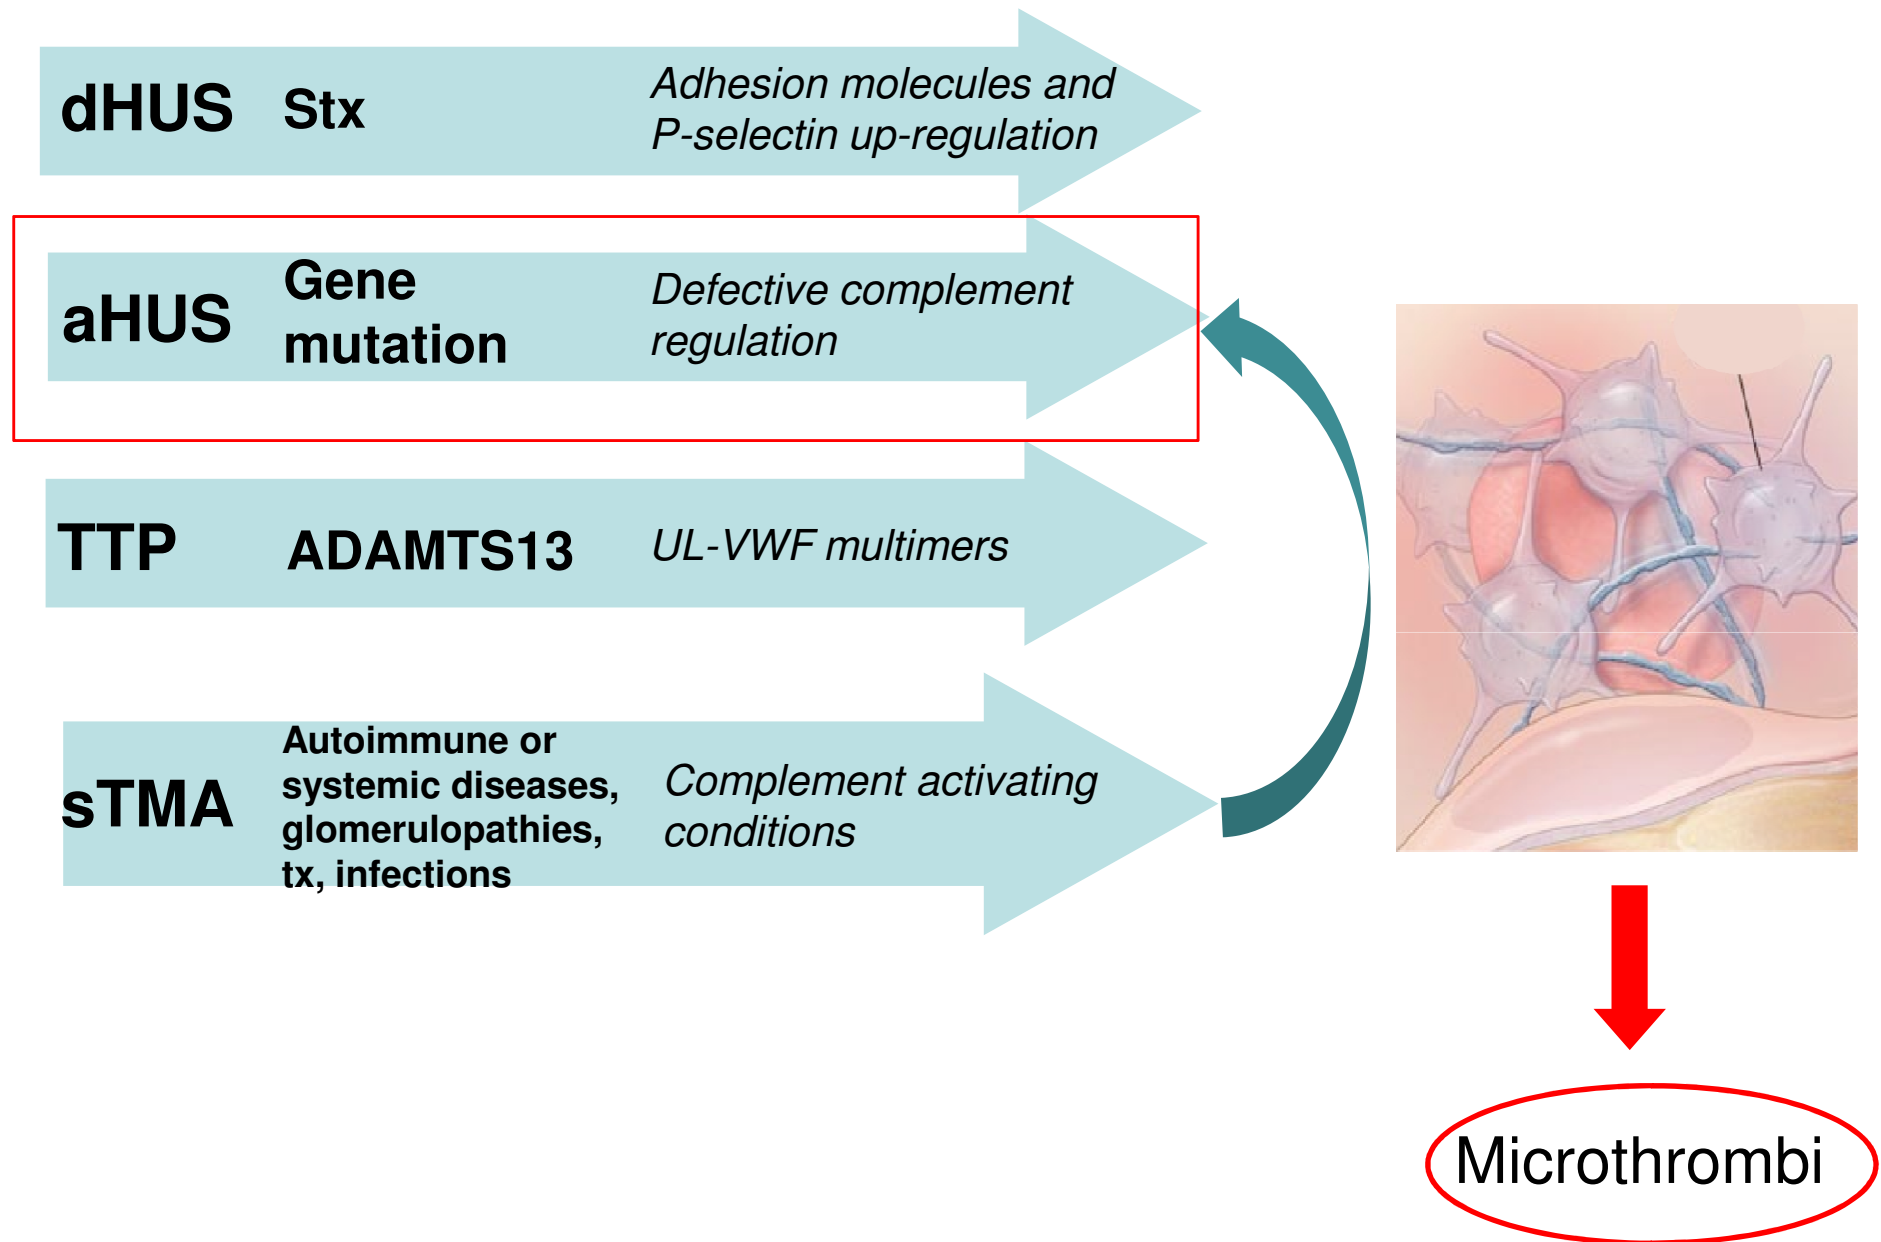 dHUS
Stx
Adhesion molecules and
P-selectin up-regulation
aHUS
Gene
mutation
Defective complement
regulation
TTP
ADAMTS13
UL-VWF multimers
sTMA
Autoimmune or
systemic diseases,
glomerulopathies,
tx, infections
Complement activating
conditions
Microthrombi